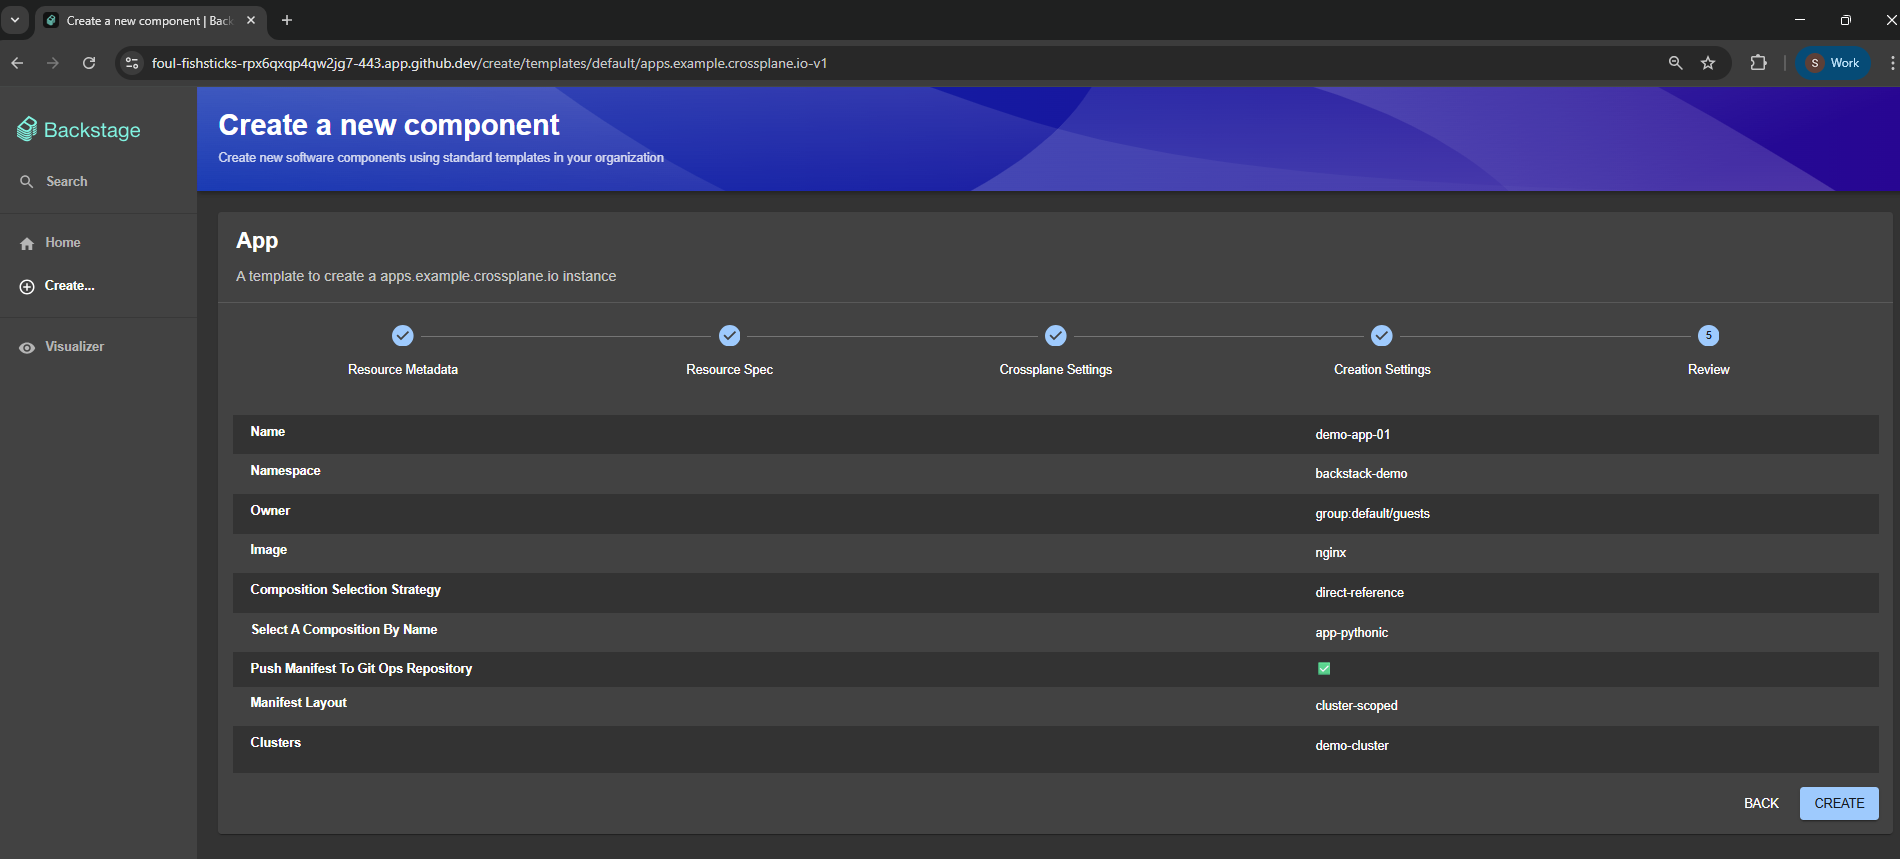 Create a new component | Back
foul-fishsticks-rpx6qxqp4qw2jg7-443.app.github.dev/create/templates/default/apps.example.crossplane.io-v1
S Work
Backstage
Search
Home
Create...
Visualizer
Create a new component
Create new software components using standard templates in your organization
App
A template to create a apps.example.crossplane.io instance
5
Resource Metadata Resource Spec Crossplane Settings Creation Settings Review
Name demo-app-01
Namespace backstack-demo
Owner group:default/guests
Image nginx
Composition Selection Strategy direct-reference
Select A Composition By Name app-pythonic
Push Manifest To Git Ops Repository
Manifest Layout cluster-scoped
Clusters demo-cluster
BACK CREATE